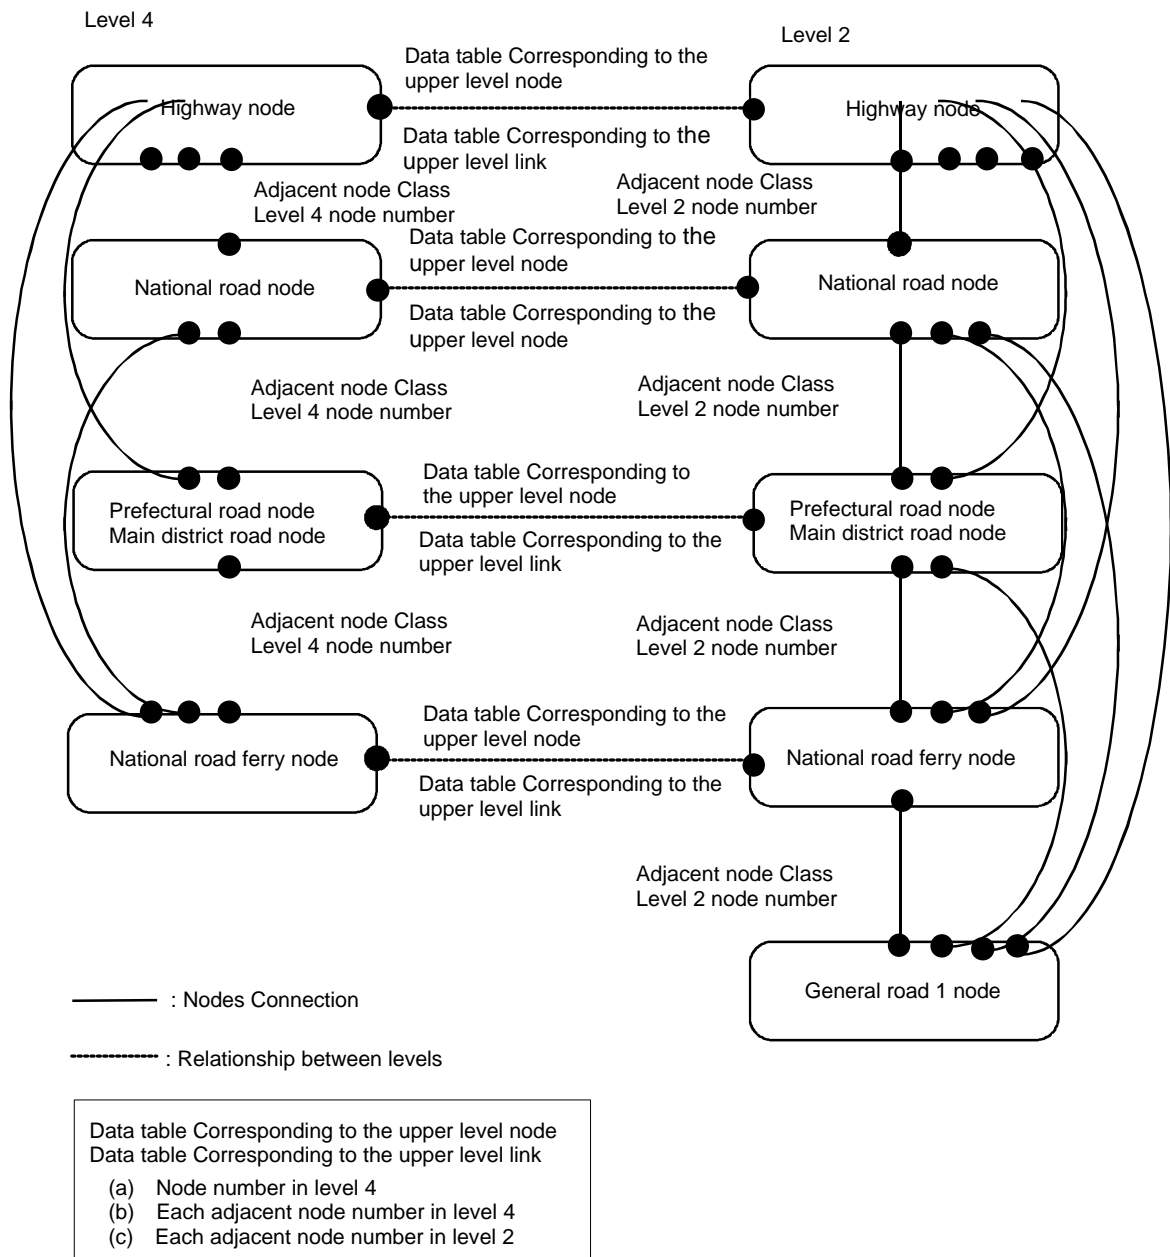 Level 4
Level 2
Data table Corresponding to the
upper level node
Highway node
Highway node
Data table Corresponding to the
upper level link
Adjacent node Class
Level 4 node number
Adjacent node Class
Level 2 node number
Data table Corresponding to the
upper level node
National road node
National road node
Data table Corresponding to the
upper level node
Adjacent node Class
Level 4 node number
Adjacent node Class
Level 2 node number
Data table Corresponding to
the upper level node
Prefectural road node
Main district road node
Prefectural road node
Main district road node
Data table Corresponding to the
upper level link
Adjacent node Class
Level 4 node number
Adjacent node Class
Level 2 node number
Data table Corresponding to the
upper level node
National road ferry node
National road ferry node
Data table Corresponding to the
upper level link
Adjacent node Class
Level 2 node number
General road 1 node
: Nodes Connection
: Relationship between levels
Data table Corresponding to the upper level node
Data table Corresponding to the upper level link
(a) Node number in level 4
(b) Each adjacent node number in level 4
(c) Each adjacent node number in level 2